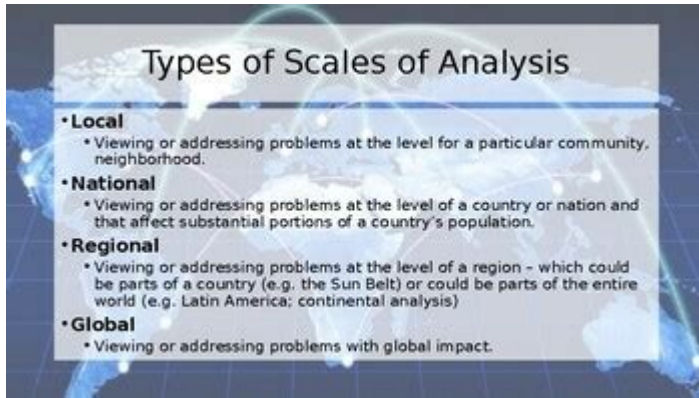 Types of Scales of Analysis
•Local
•Viewing or addressing problems at the level for a particular community,
neighborhood.
•National
•Viewing or addressing problems at the level of a country or nation and
that affect substantial portions of a country's population.
•Regional
•Viewing or addressing problems at the level of a region – which could
be parts of a country (e.g. the Sun Belt) or could be parts of the entire
world (e.g. Latin America; continental analysis)
•Global
•Viewing or addressing problems with global impact.